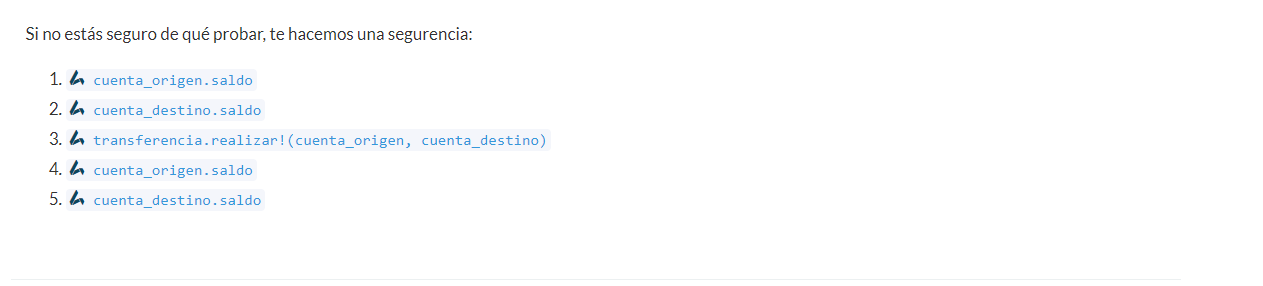 Si no estás seguro de qué probar, te hacemos una segurencia:
1. cuenta_origen.saldo
2. cuenta_destino.saldo
3. transferencia.realizar!(cuenta_origen, cuenta_destino)
4. cuenta_origen.saldo
5. cuenta_destino.saldo